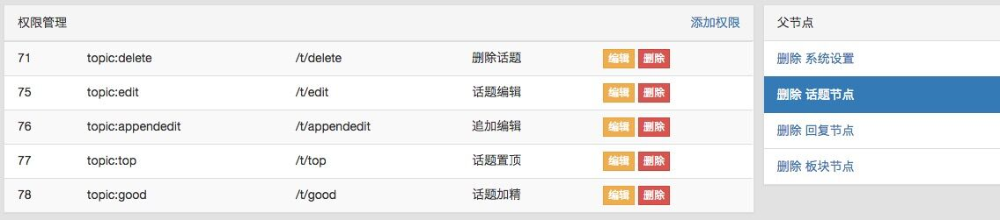 权限管理 添加权限
71 topic:delete /t/delete 删除话题 编辑 删除
75 topic:edit /t/edit 话题编辑 编辑 删除
76 topic:appendedit /t/appendedit 追加编辑 编辑 删除
77 topic:top /t/top 话题置顶 编辑 删除
78 topic:good /t/good 话题加精 编辑 删除
父节点
删除 系统设置
删除 话题节点
删除 回复节点
删除 板块节点